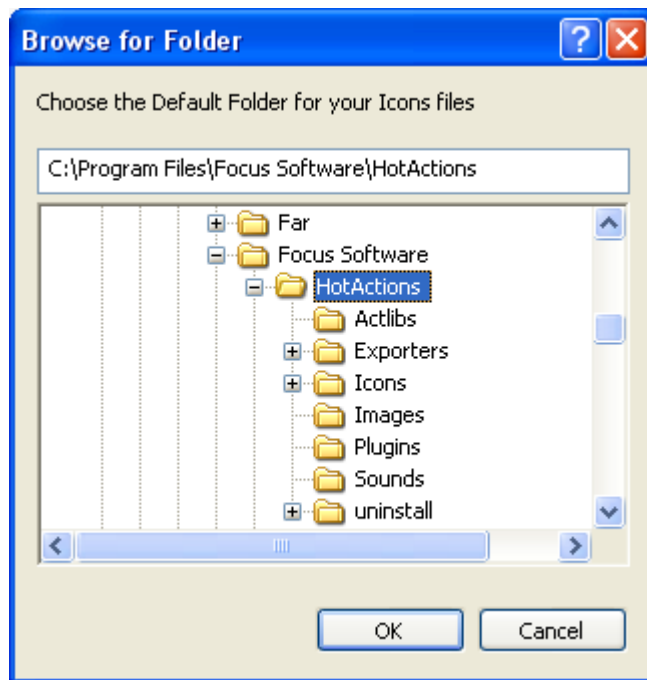 Browse for Folder
Choose the Default Folder for your Icons files
C:\Program Files\Focus Software\HotActions
Far
Focus Software
HotActions
Actlibs
Exporters
Icons
Images
Plugins
Sounds
uninstall
OK Cancel